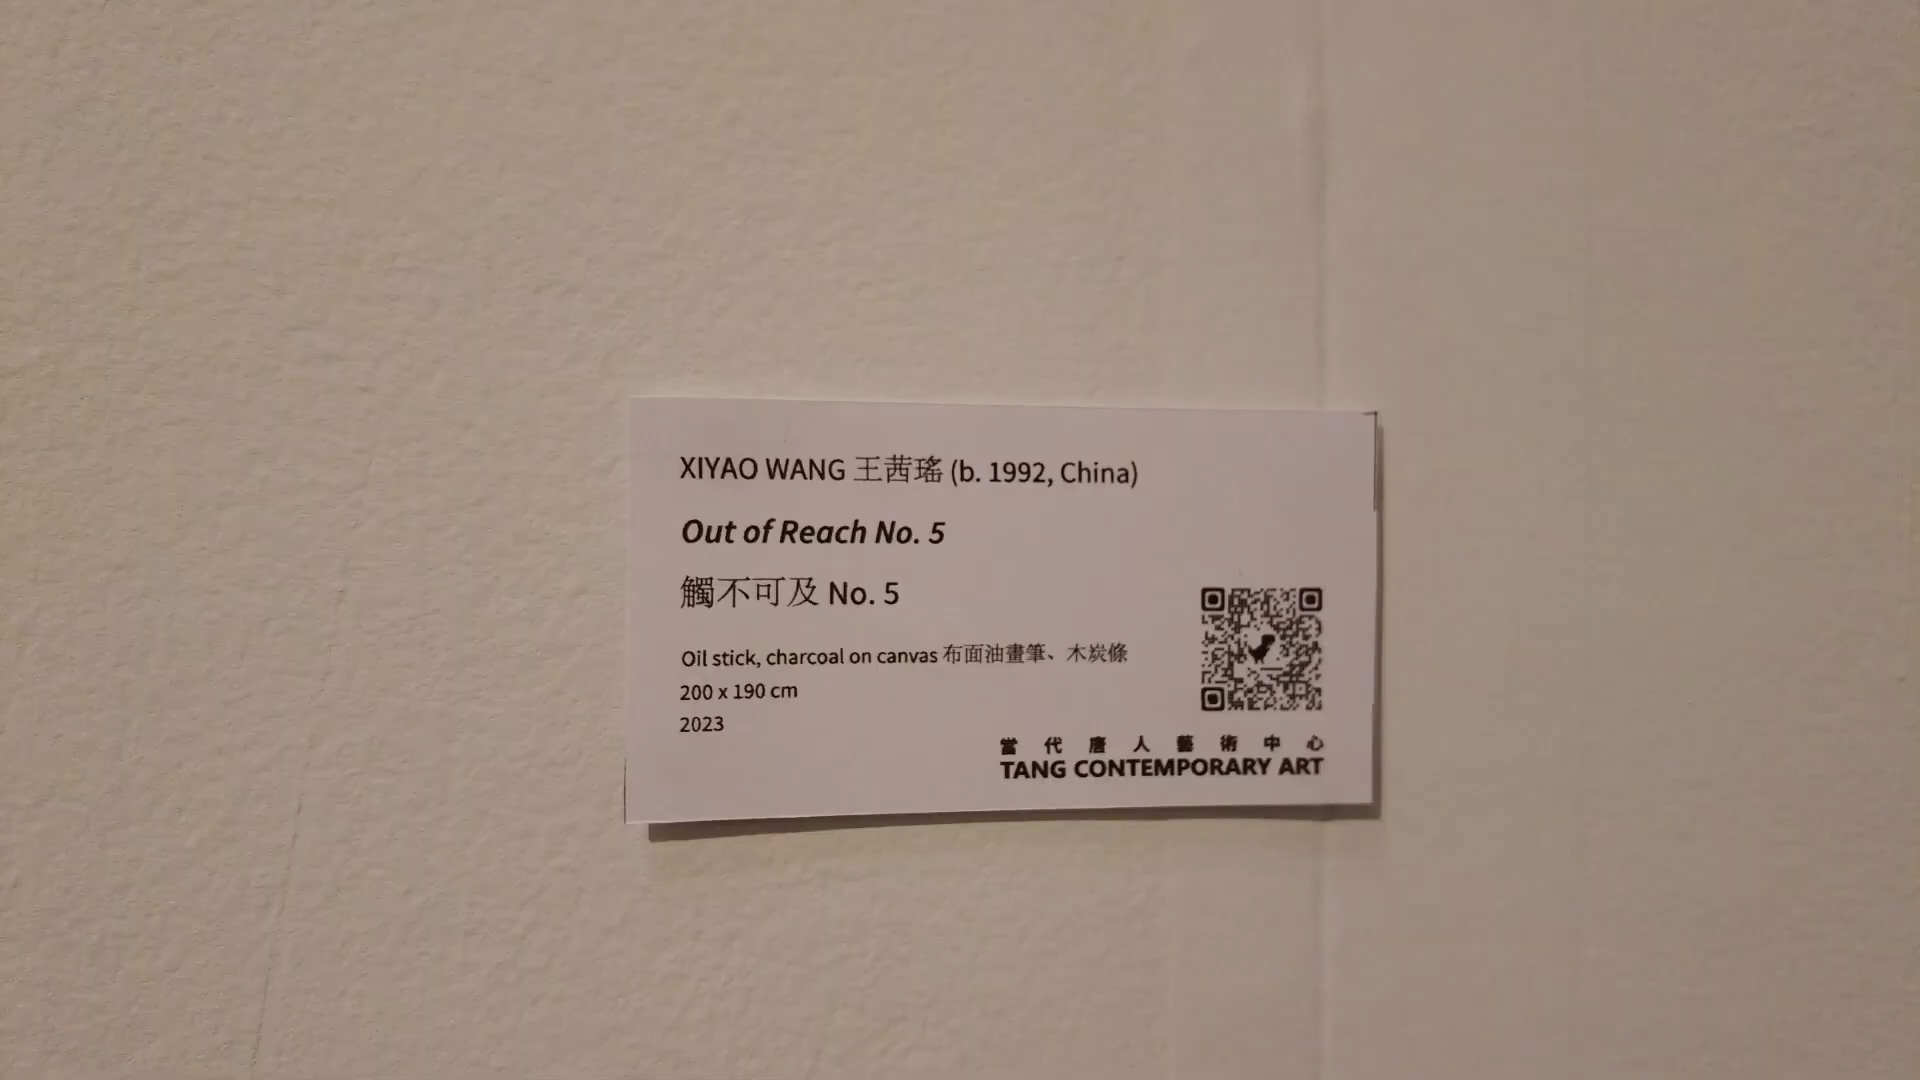 XIYAO WANG 王茜瑤 (b. 1992, China)
Out of Reach No. 5
觸不可及 No. 5
Oil stick, charcoal on canvas 布面油畫筆、木炭條
200 x 190 cm
2023
當代唐人藝術中心
TANG CONTEMPORARY ART